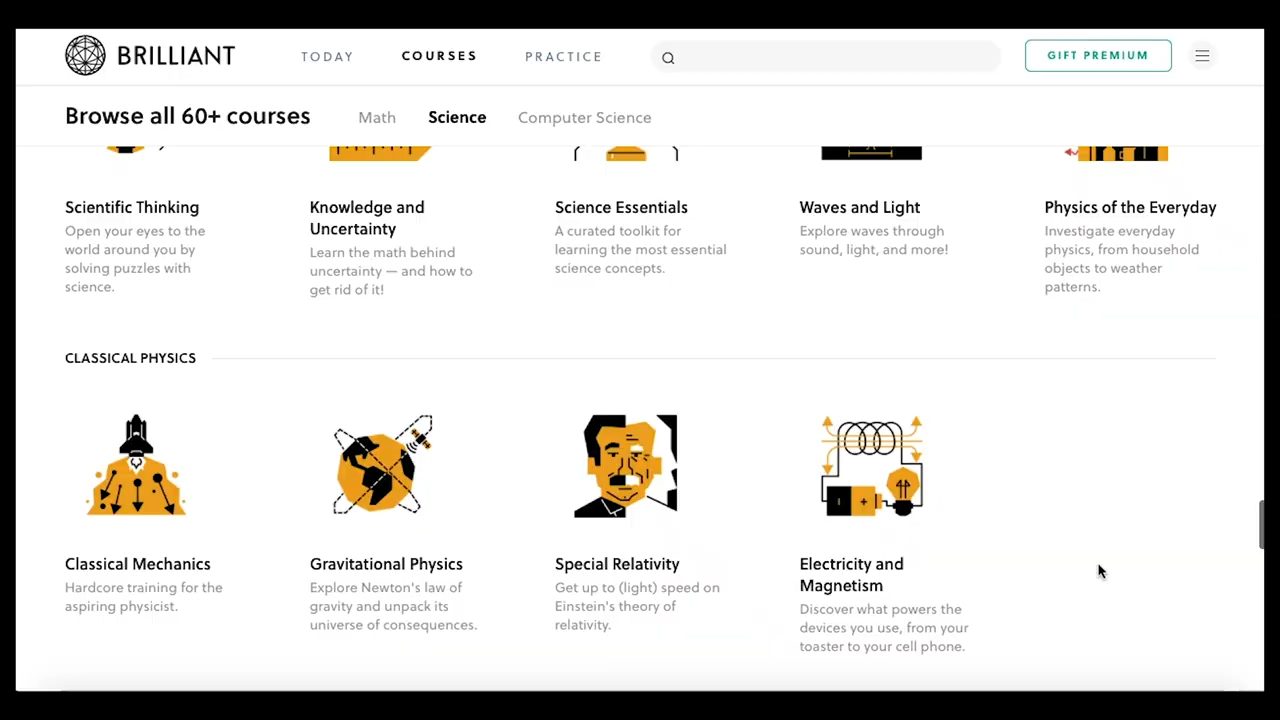 BRILLIANT
TODAY
COURSES
PRACTICE
GIFT PREMIUM
Browse all 60+ courses
Math
Science
Computer Science
Scientific Thinking
Open your eyes to the
world around you by
solving puzzles with
science.
Knowledge and
Uncertainty
Learn the math behind
uncertainty — and how to
get rid of it!
Science Essentials
A curated toolkit for
learning the most essential
science concepts.
Waves and Light
Explore waves through
sound, light, and more!
Physics of the Everyday
Investigate everyday
physics, from household
objects to weather
patterns.
CLASSICAL PHYSICS
Classical Mechanics
Hardcore training for the
aspiring physicist.
Gravitational Physics
Explore Newton's law of
gravity and unpack its
universe of consequences.
Special Relativity
Get up to (light) speed on
Einstein's theory of
relativity.
Electricity and
Magnetism
Discover what powers the
devices you use, from your
toaster to your cell phone.